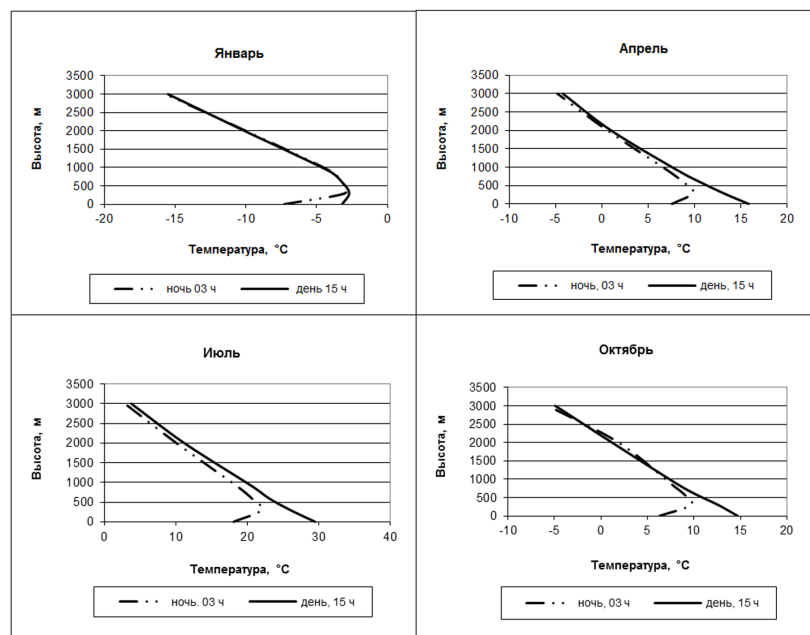 Январь
3500
3000
2500
2000
1500
1000
500
0
Высота, м
-20 -15 -10 -5 0
Температура, °С
ночь 03 ч день 15 ч
Апрель
3500
3000
2500
2000
1500
1000
500
0
Высота, м
-10 -5 0 5 10 15 20
Температура, °С
ночь, 03 ч день, 15 ч
Июль
3500
3000
2500
2000
1500
1000
500
0
Высота, м
0 10 20 30 40
Температура, °С
ночь. 03 ч день, 15 ч
Октябрь
3500
3000
2500
2000
1500
1000
500
0
Высота, м
-10 -5 0 5 10 15 20
Температура, °С
ночь, 03 ч день, 15 ч